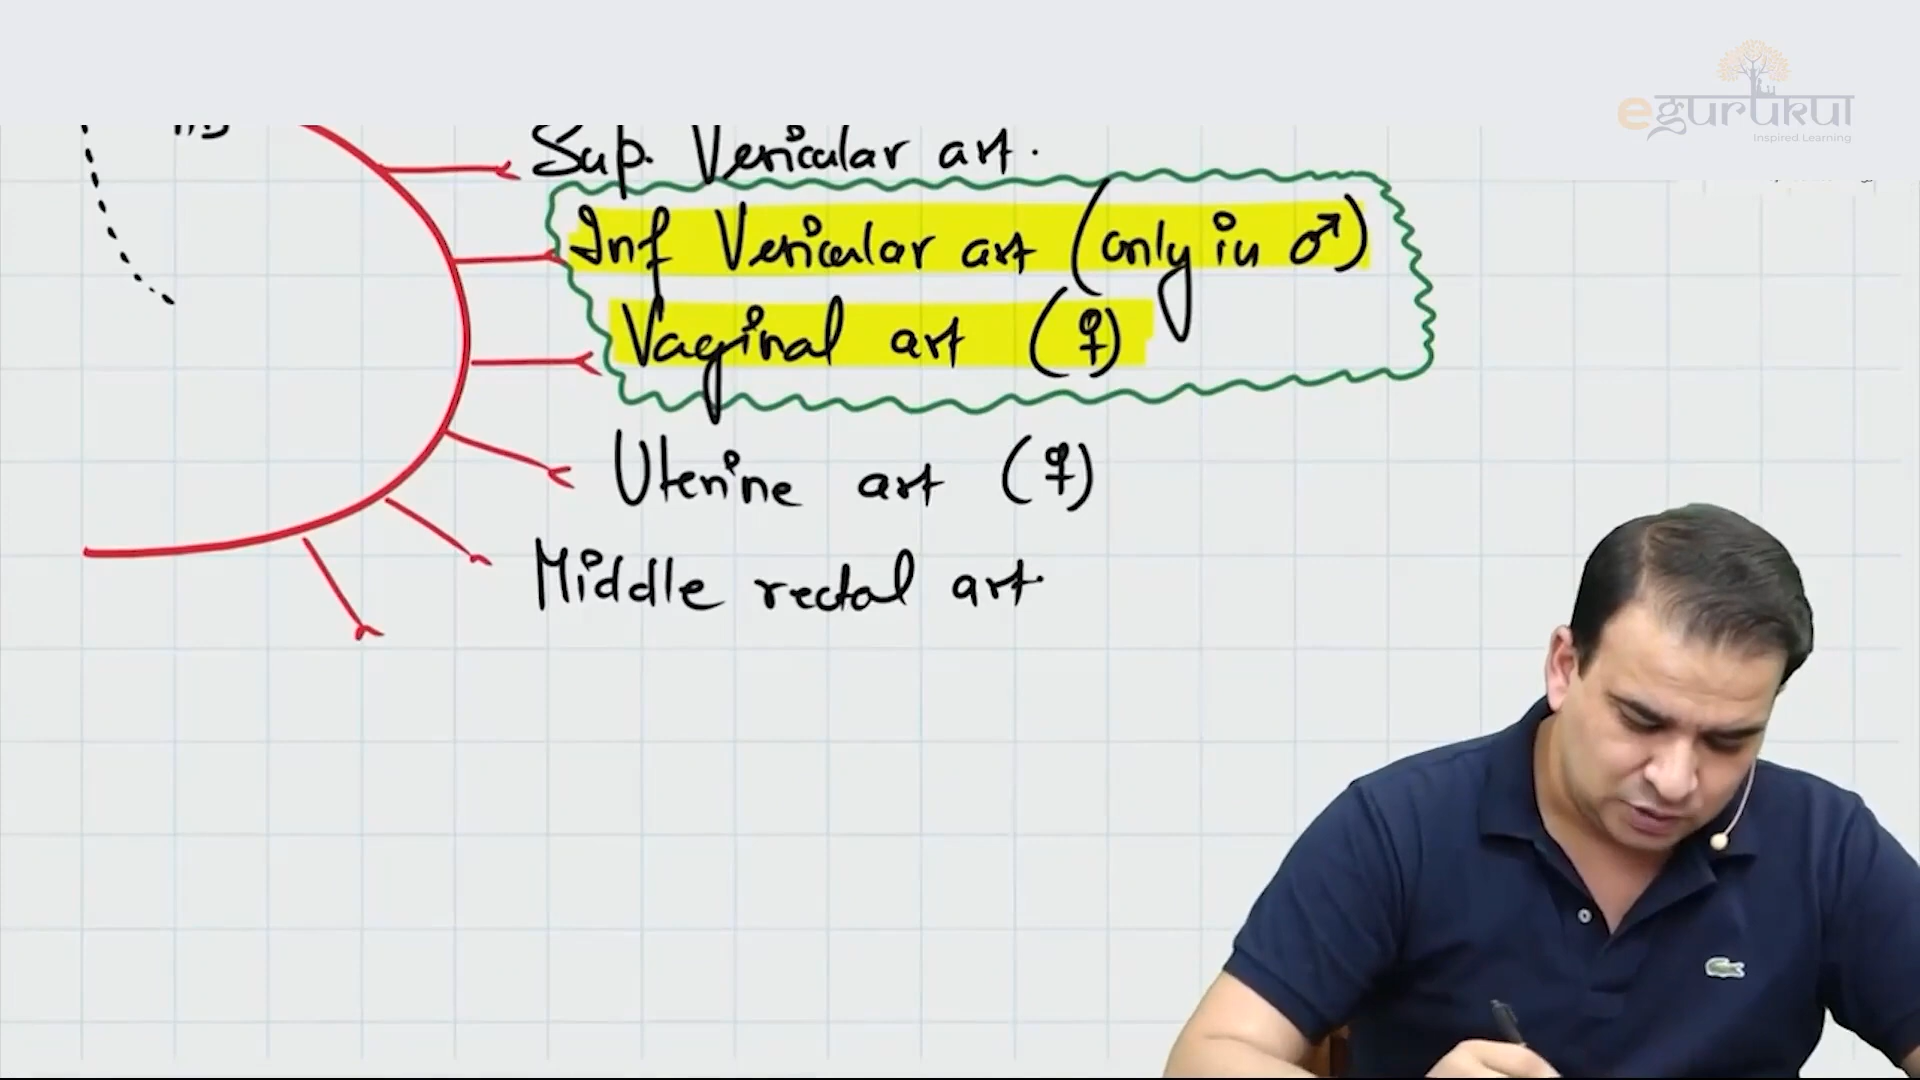 egurukul
Inspired Learning
Sup. Vesicular art.
Inf Vesicular art (only in ♂)
Vaginal art (♀)
Uterine art (♀)
Middle rectal art.